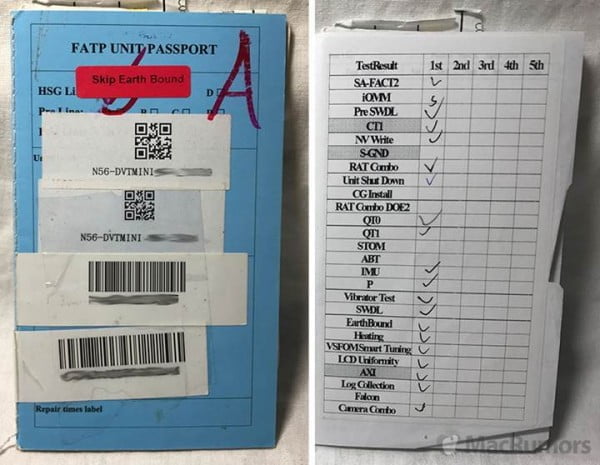 FATP UNIT PASSPORT
Skip Earth Bound
A
HSG Li
D
Pre Line:
B
C
N56-DVTMINI
N56-DVTMINI
Repair times label
TestResult 1st 2nd 3rd 4th 5th
SA-FACT2
iOMM
Pre SWDL
CT1
NV Write
S-GND
RAT Combo
Unit Shut Down
CG Install
RAT Combo DOE2
QT0
QT1
STOM
ABT
IMU
P
Vibrator Test
SWDL
EarthBound
Heating
VSFOM Smart Tuning
LCD Uniformity
AXI
Log Collection
Falcon
Camera Combo
MacRumors